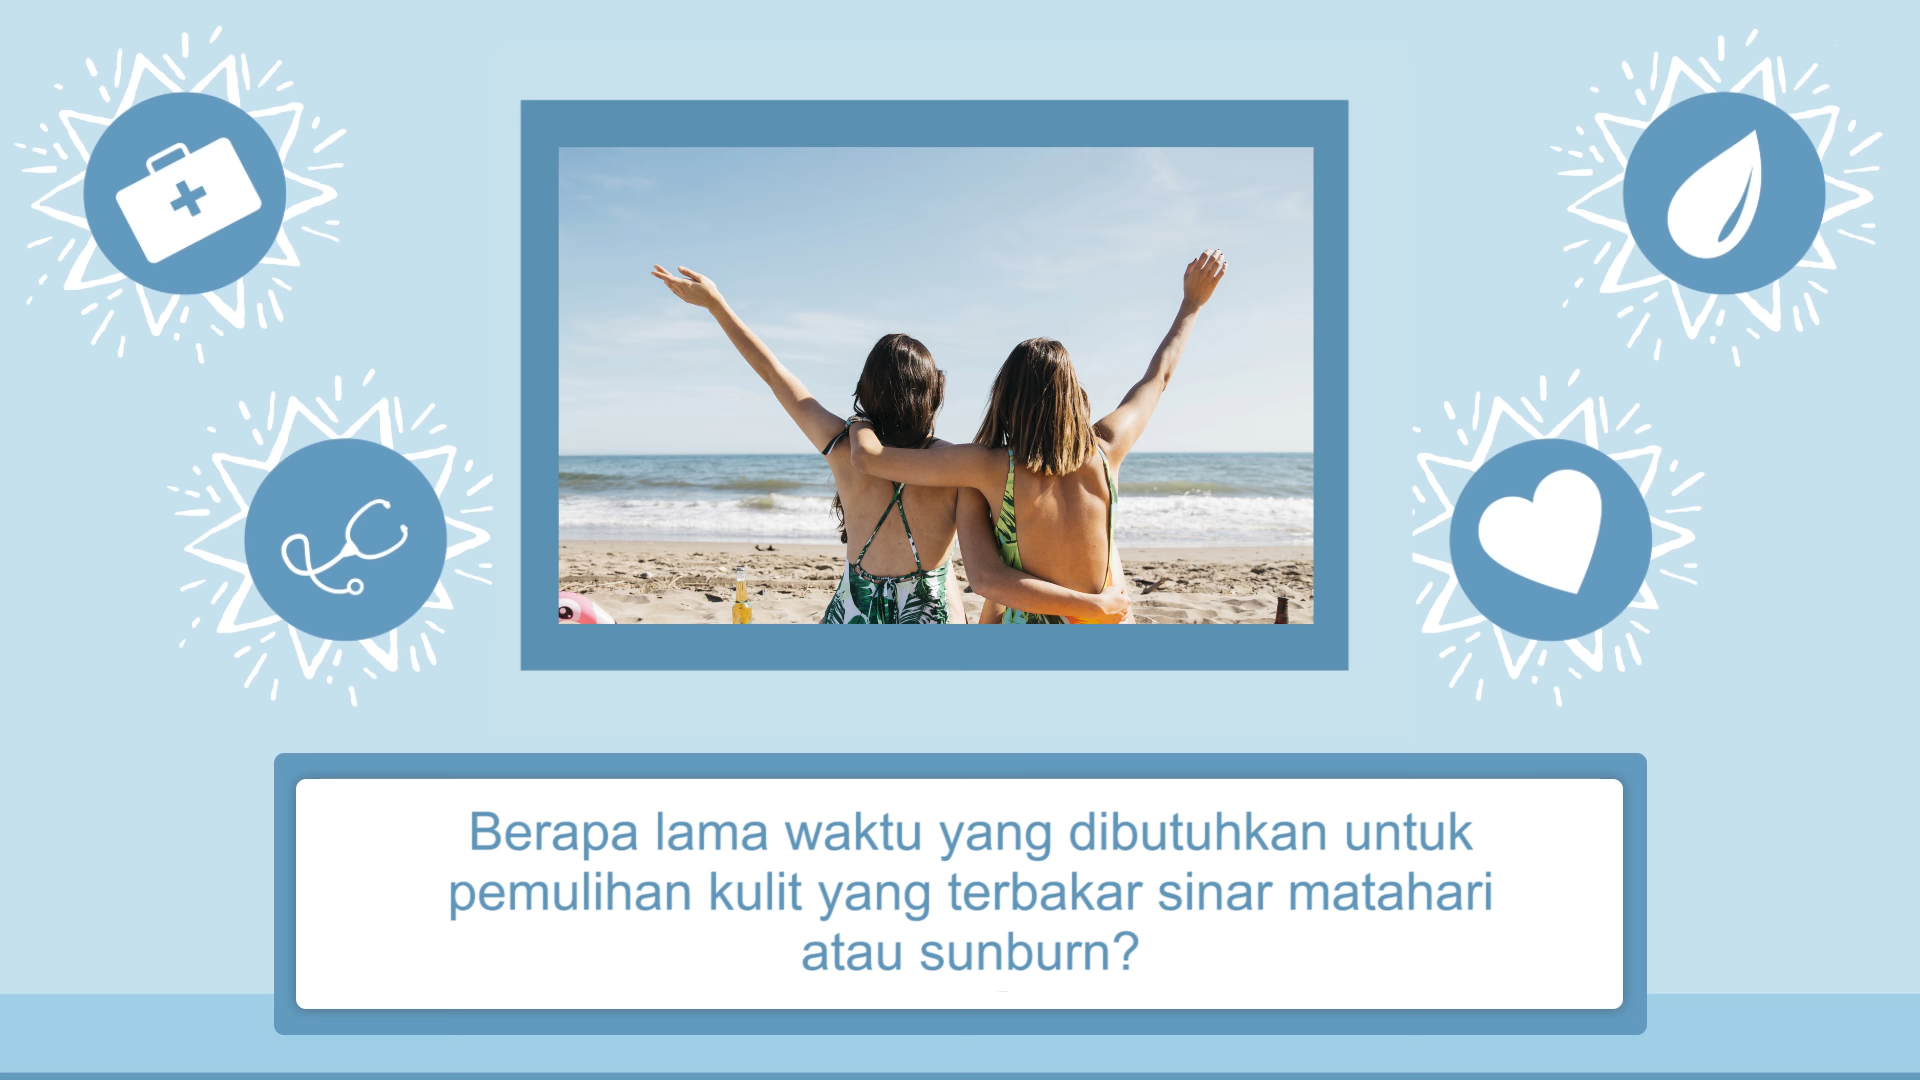 Berapa lama waktu yang dibutuhkan untuk
pemulihan kulit yang terbakar sinar matahari
atau sunburn?